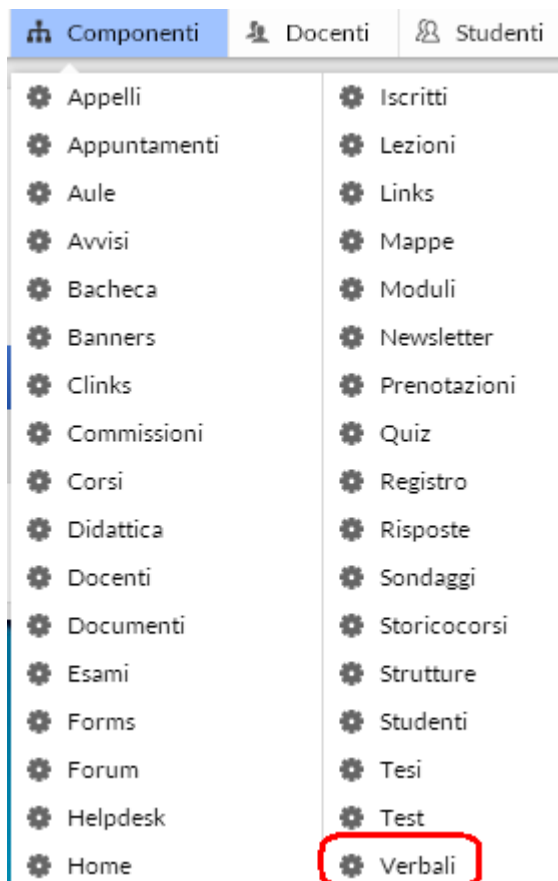 Componenti Docenti Studenti
Appelli
Appuntamenti
Aule
Avvisi
Bacheca
Banners
Clinks
Commissioni
Corsi
Didattica
Docenti
Documenti
Esami
Forms
Forum
Helpdesk
Home
Iscritti
Lezioni
Links
Mappe
Moduli
Newsletter
Prenotazioni
Quiz
Registro
Risposte
Sondaggi
Storicocorsi
Strutture
Studenti
Tesi
Test
Verbali